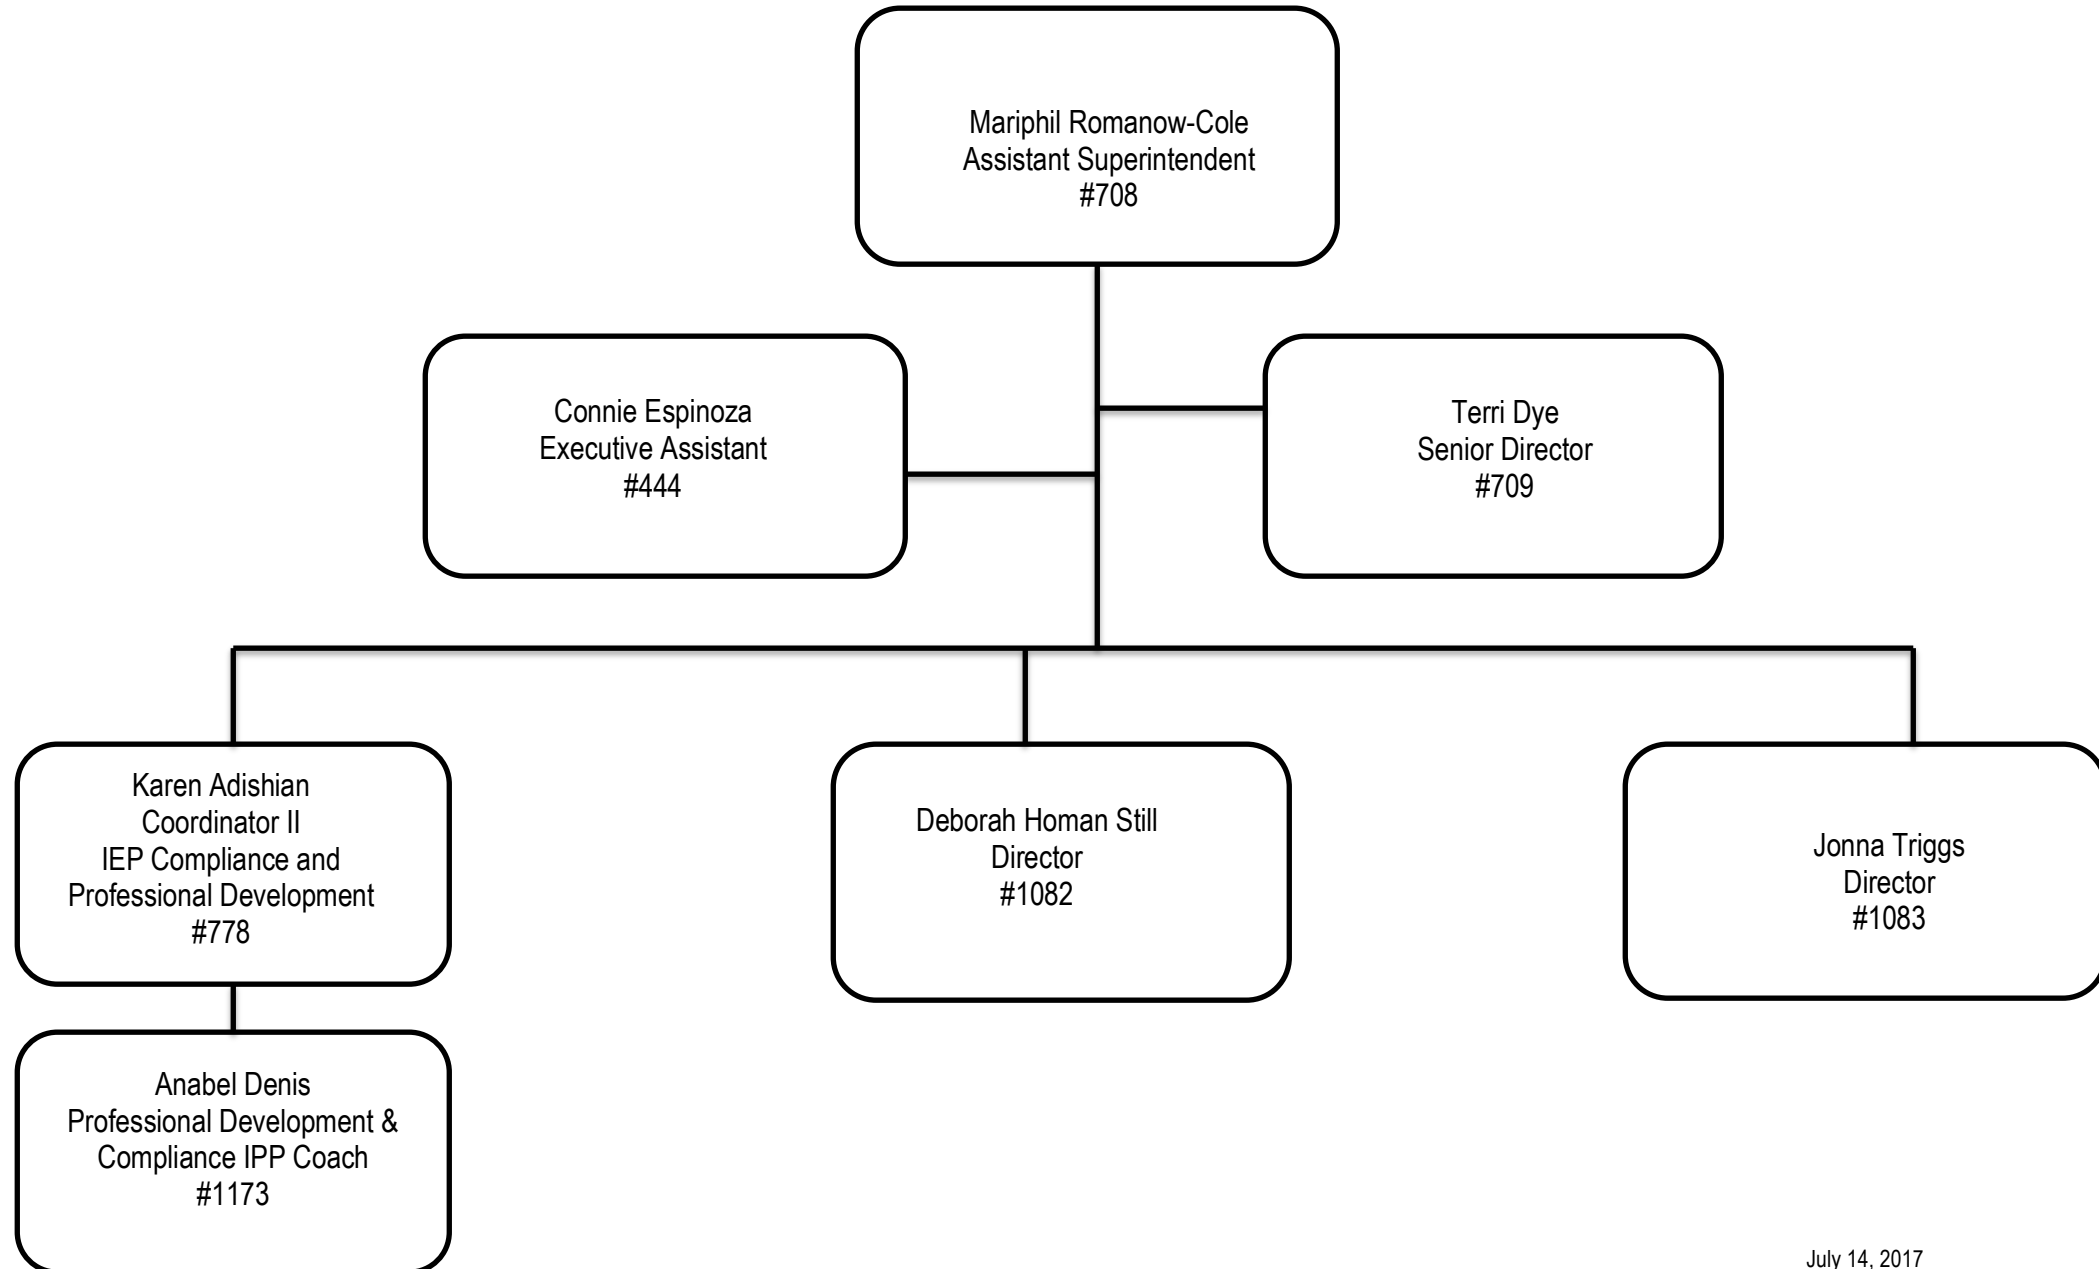 Mariphil Romanow-Cole
Assistant Superintendent
#708
Connie Espinoza
Executive Assistant
#444
Terri Dye
Senior Director
#709
Karen Adishian
Coordinator II
IEP Compliance and
Professional Development
#778
Deborah Homan Still
Director
#1082
Jonna Triggs
Director
#1083
Anabel Denis
Professional Development &
Compliance IPP Coach
#1173
July 14, 2017